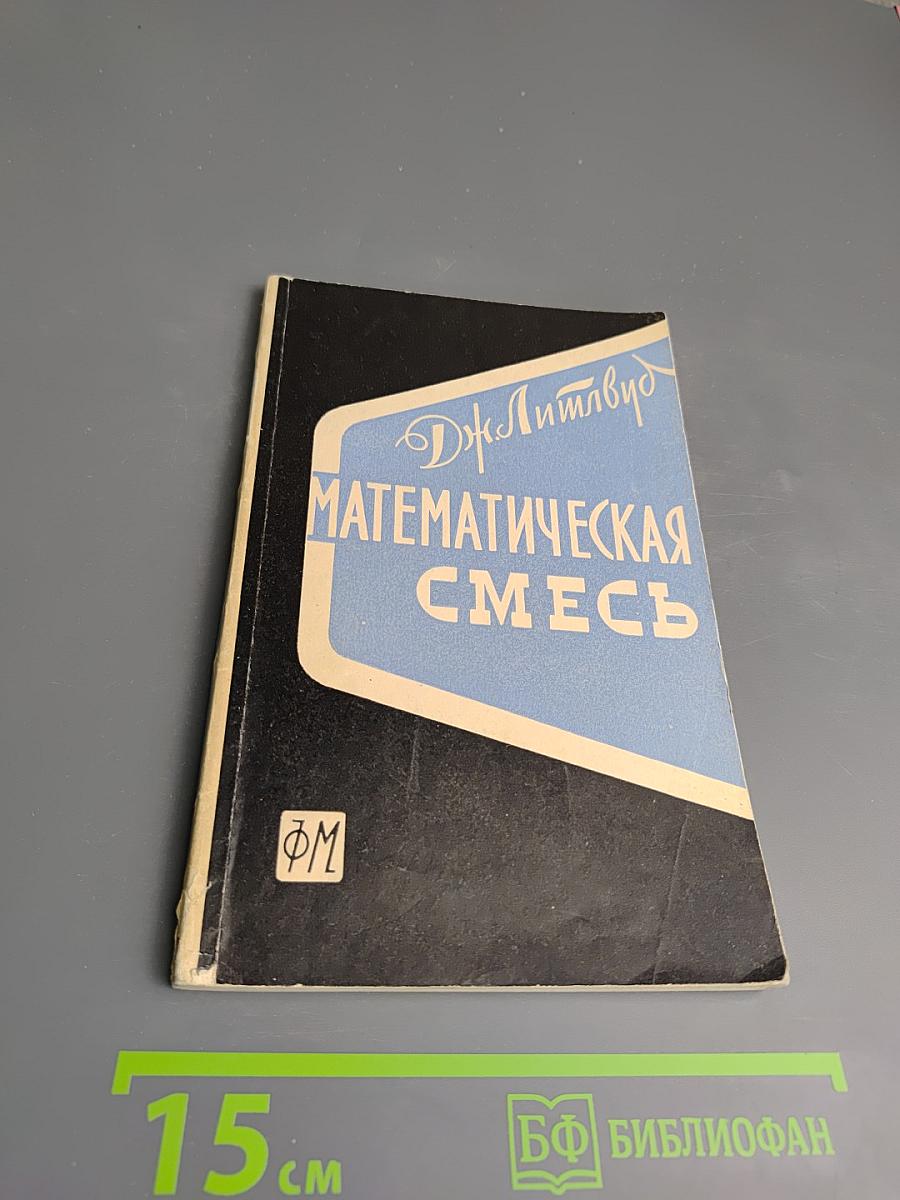 Дж. Литлвуд
МАТЕМАТИЧЕСКАЯ
СМЕСЬ
ФМ
15 см
БФ БИБЛИОФАН